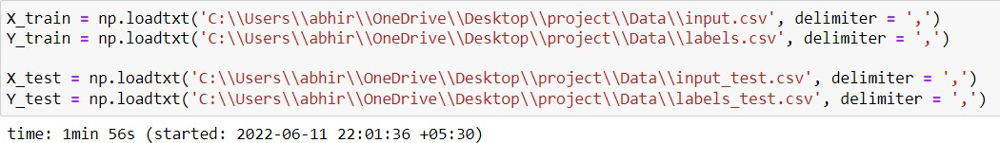 X_train = np.loadtxt('C:\\Users\\abhir\\OneDrive\\Desktop\\project\\Data\\input.csv', delimiter = ',')
Y_train = np.loadtxt('C:\\Users\\abhir\\OneDrive\\Desktop\\project\\Data\\labels.csv', delimiter = ',')
X_test = np.loadtxt('C:\\Users\\abhir\\OneDrive\\Desktop\\project\\Data\\input_test.csv', delimiter = ',')
Y_test = np.loadtxt('C:\\Users\\abhir\\OneDrive\\Desktop\\project\\Data\\labels_test.csv', delimiter = ',')
time: 1min 56s (started: 2022-06-11 22:01:36 +05:30)